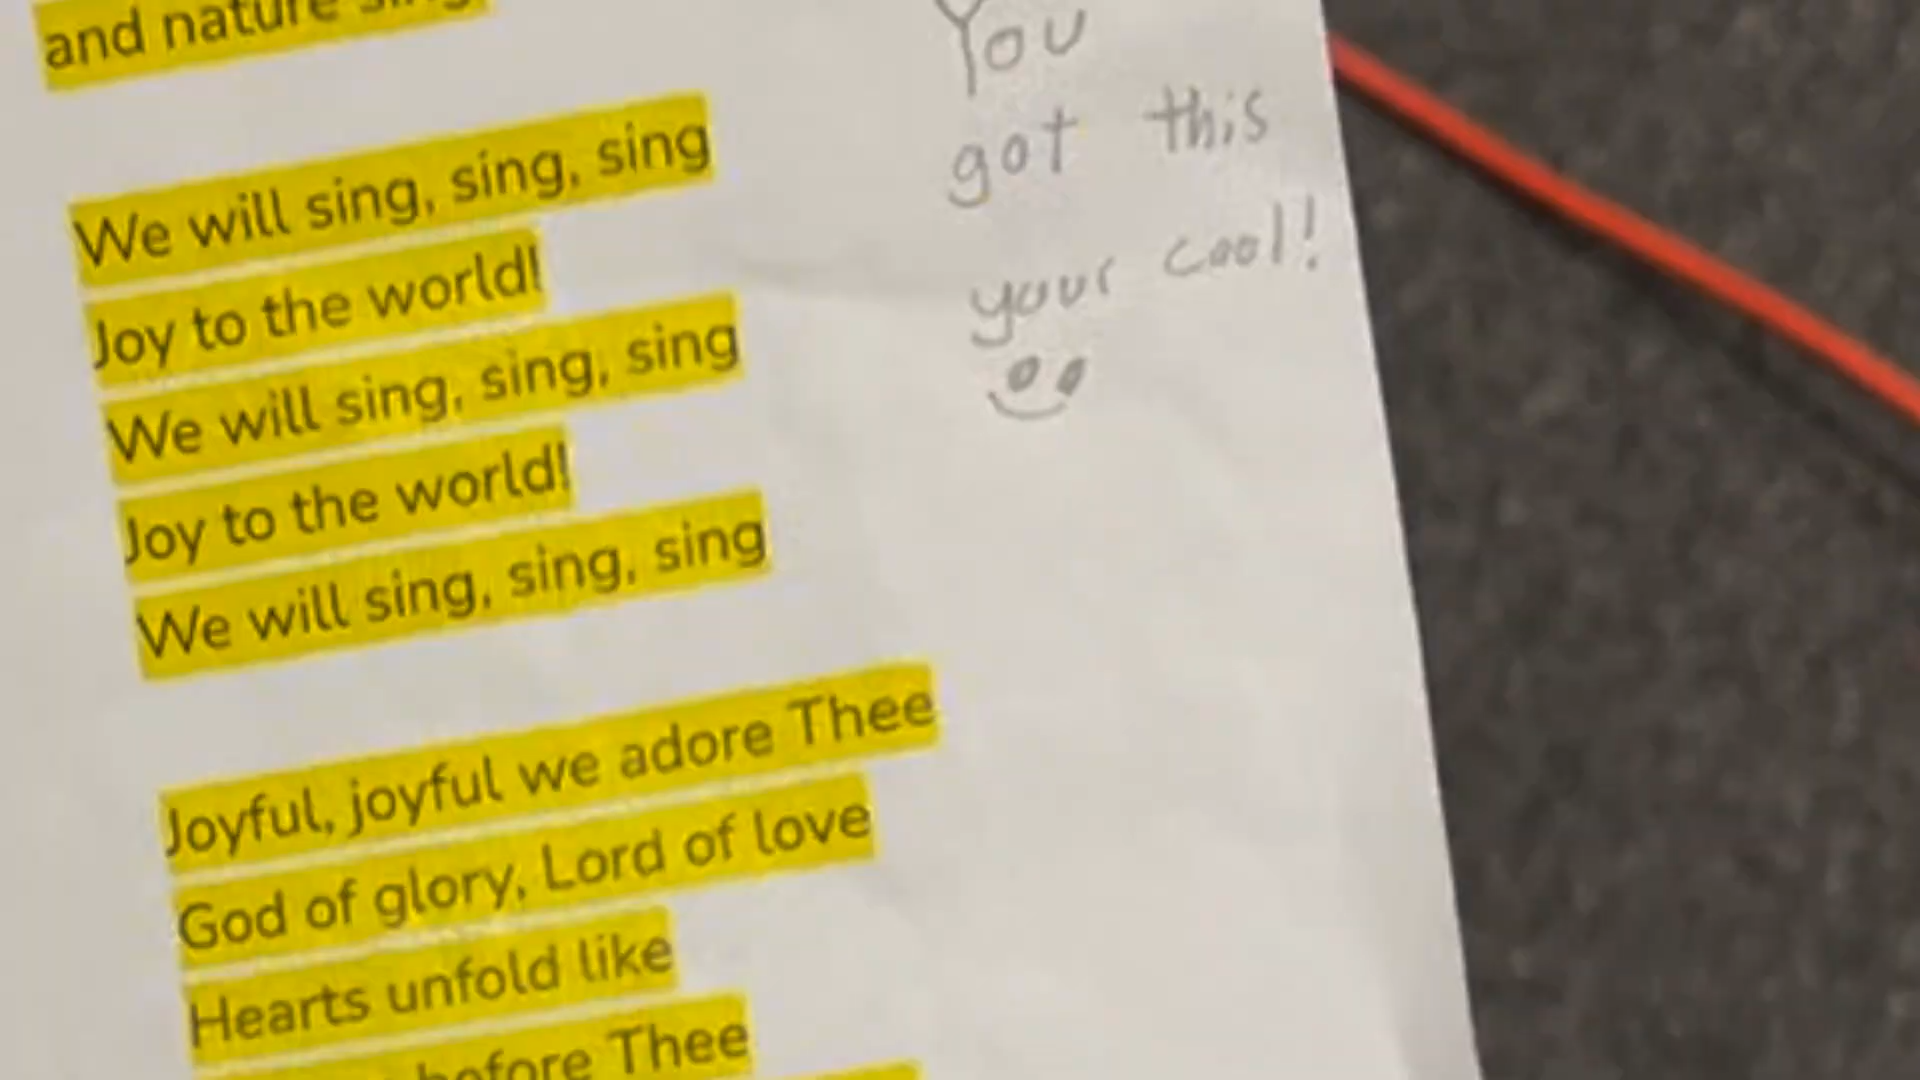 and nature sing
We will sing, sing, sing
Joy to the world!
We will sing, sing, sing
Joy to the world!
We will sing, sing, sing
Joyful, joyful we adore Thee
God of glory, Lord of love
Hearts unfold like
before Thee
You
got this
your cool!